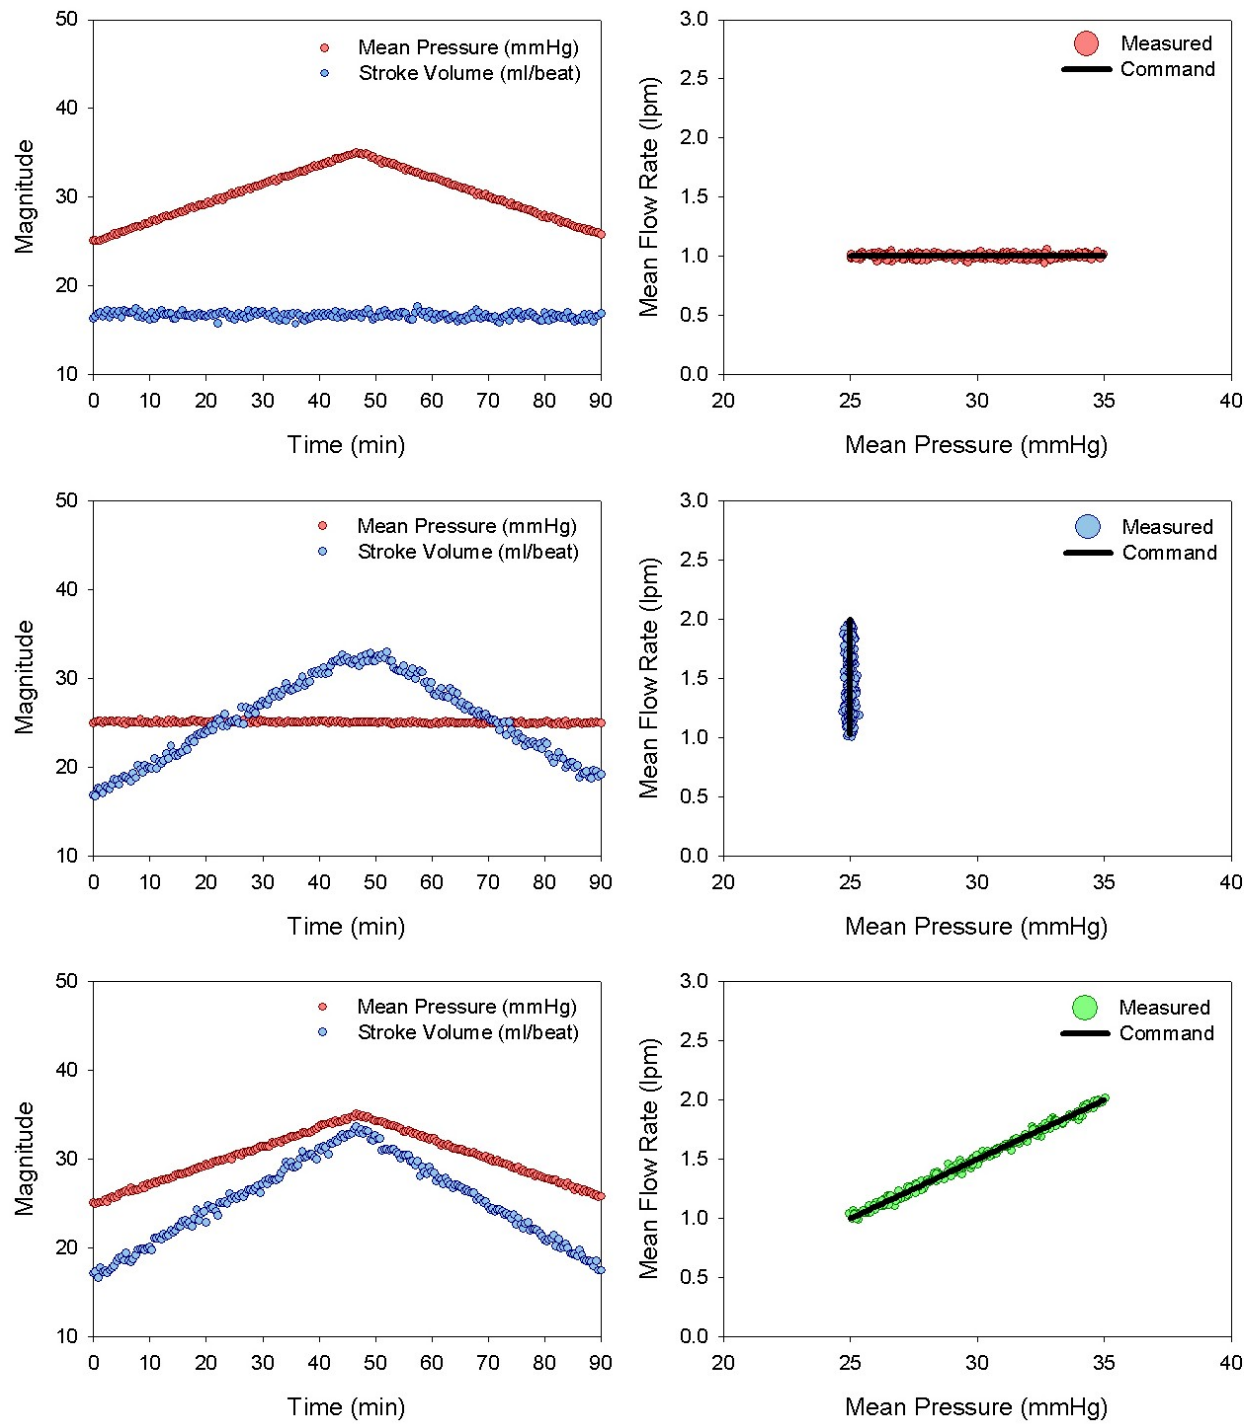 50
40
30
20
10
Magnitude
Mean Pressure (mmHg)
Stroke Volume (ml/beat)
0 10 20 30 40 50 60 70 80 90
Time (min)
3.0
2.5
2.0
1.5
1.0
0.5
0.0
Mean Flow Rate (lpm)
Measured
Command
20 25 30 35 40
Mean Pressure (mmHg)
50
40
30
20
10
Magnitude
Mean Pressure (mmHg)
Stroke Volume (ml/beat)
0 10 20 30 40 50 60 70 80 90
Time (min)
3.0
2.5
2.0
1.5
1.0
0.5
0.0
Mean Flow Rate (lpm)
Measured
Command
20 25 30 35 40
Mean Pressure (mmHg)
50
40
30
20
10
Magnitude
Mean Pressure (mmHg)
Stroke Volume (ml/beat)
0 10 20 30 40 50 60 70 80 90
Time (min)
3.0
2.5
2.0
1.5
1.0
0.5
0.0
Mean Flow Rate (lpm)
Measured
Command
20 25 30 35 40
Mean Pressure (mmHg)